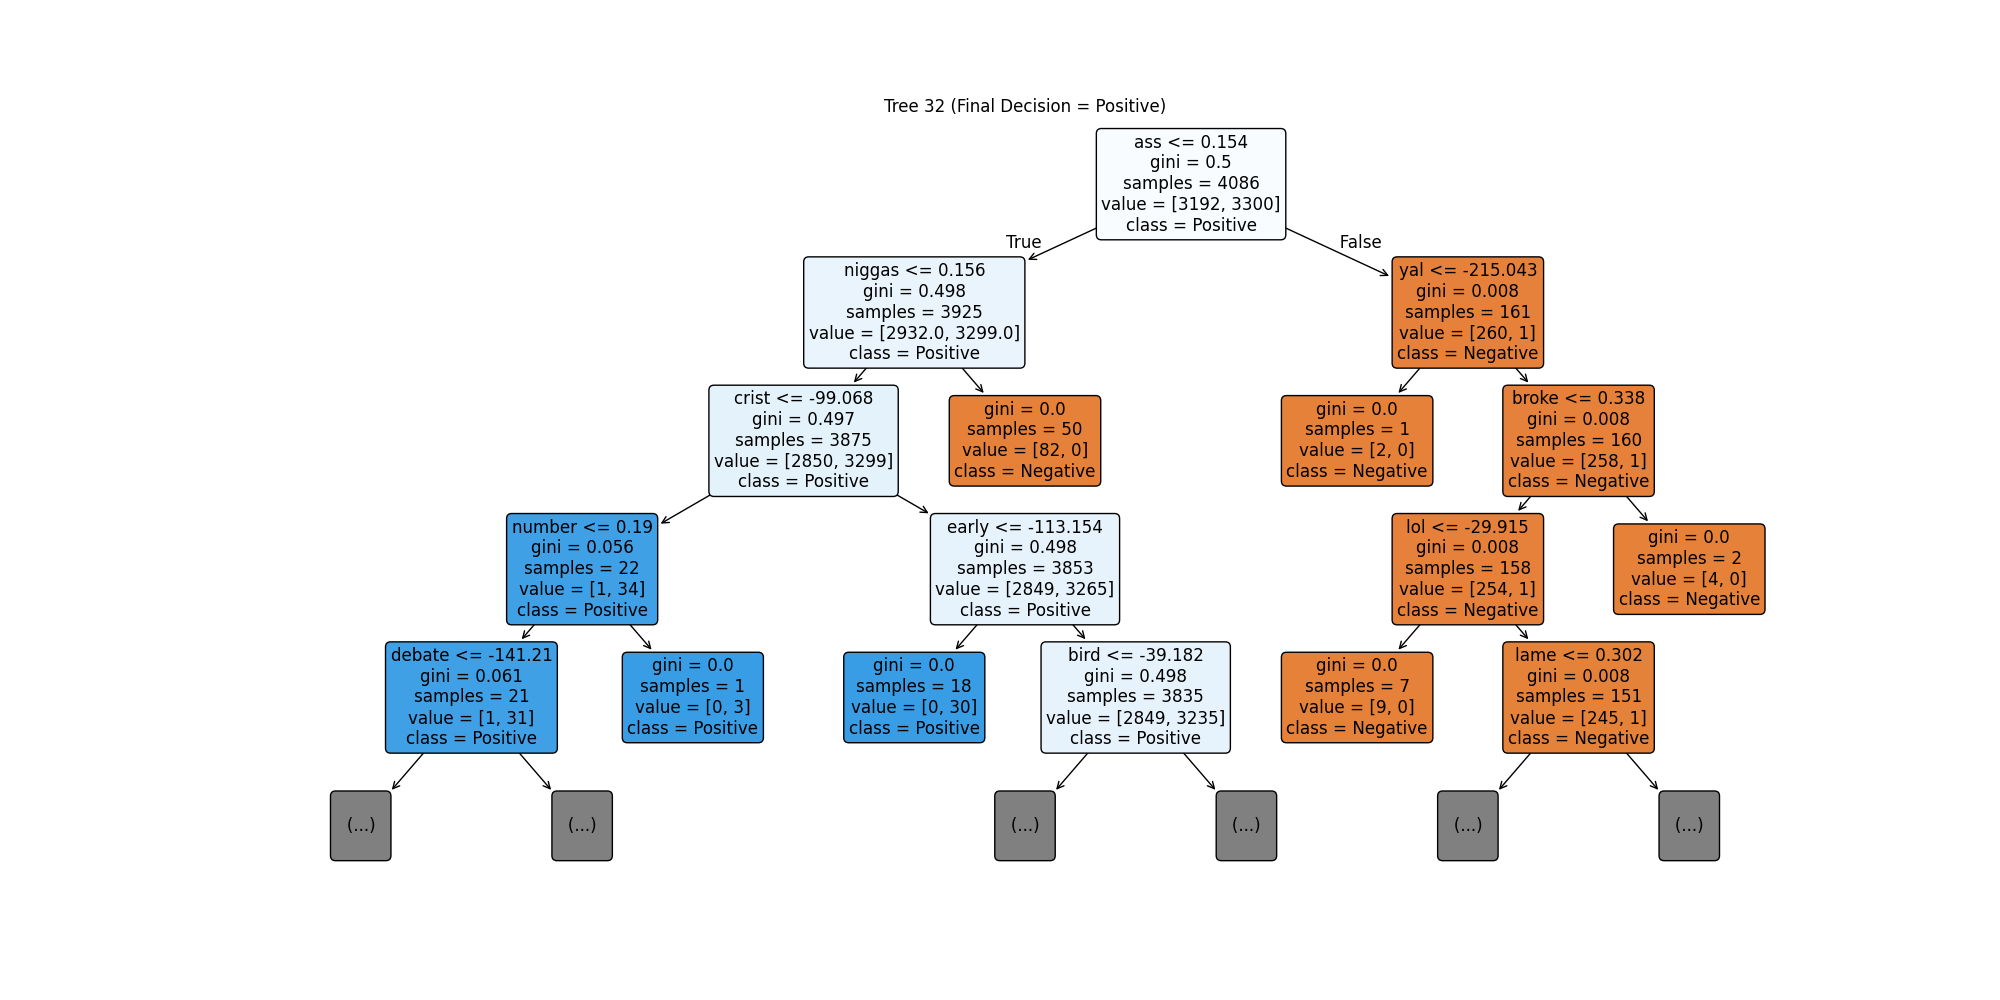 Tree 32 (Final Decision = Positive)
ass <= 0.154
gini = 0.5
samples = 4086
value = [3192, 3300]
class = Positive
True
False
niggas <= 0.156
gini = 0.498
samples = 3925
value = [2932.0, 3299.0]
class = Positive
yal <= -215.043
gini = 0.008
samples = 161
value = [260, 1]
class = Negative
crist <= -99.068
gini = 0.497
samples = 3875
value = [2850, 3299]
class = Positive
gini = 0.0
samples = 50
value = [82, 0]
class = Negative
gini = 0.0
samples = 1
value = [2, 0]
class = Negative
broke <= 0.338
gini = 0.008
samples = 160
value = [258, 1]
class = Negative
number <= 0.19
gini = 0.056
samples = 22
value = [1, 34]
class = Positive
early <= -113.154
gini = 0.498
samples = 3853
value = [2849, 3265]
class = Positive
lol <= -29.915
gini = 0.008
samples = 158
value = [254, 1]
class = Negative
gini = 0.0
samples = 2
value = [4, 0]
class = Negative
debate <= -141.21
gini = 0.061
samples = 21
value = [1, 31]
class = Positive
gini = 0.0
samples = 1
value = [0, 3]
class = Positive
gini = 0.0
samples = 18
value = [0, 30]
class = Positive
bird <= -39.182
gini = 0.498
samples = 3835
value = [2849, 3235]
class = Positive
gini = 0.0
samples = 7
value = [9, 0]
class = Negative
lame <= 0.302
gini = 0.008
samples = 151
value = [245, 1]
class = Negative
(...)
(...)
(...)
(...)
(...)
(...)